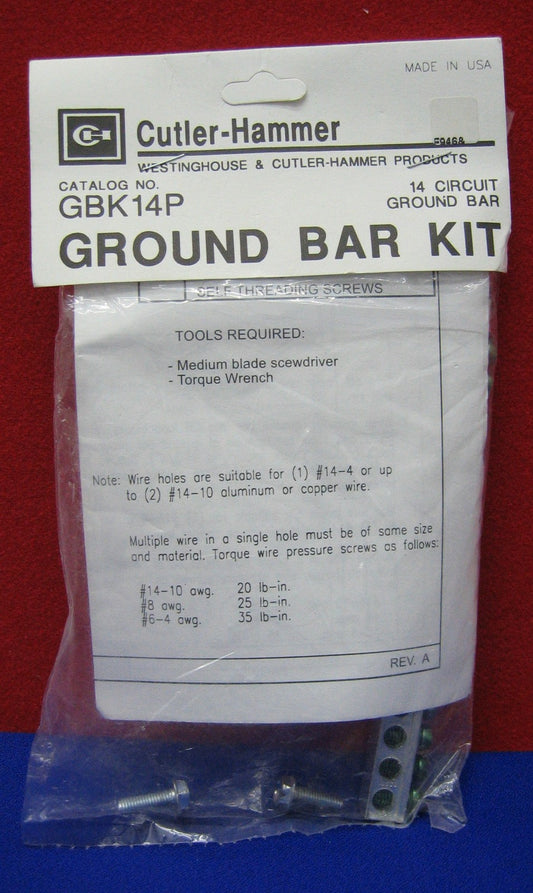 MADE IN USA
Cutler-Hammer
WESTINGHOUSE & CUTLER-HAMMER PRODUCTS
CATALOG NO.
GBK14P
14 CIRCUIT
GROUND BAR
GROUND BAR KIT
SELF THREADING SCREWS
TOOLS REQUIRED:
- Medium blade screwdriver
- Torque Wrench
Note: Wire holes are suitable for (1) #14-4 or up
to (2) #14-10 aluminum or copper wire.
Multiple wire in a single hole must be of same size
and material. Torque wire pressure screws as follows:
#14-10 awg. 20 lb-in.
#8 awg. 25 lb-in.
#6-4 awg. 35 lb-in.
REV. A